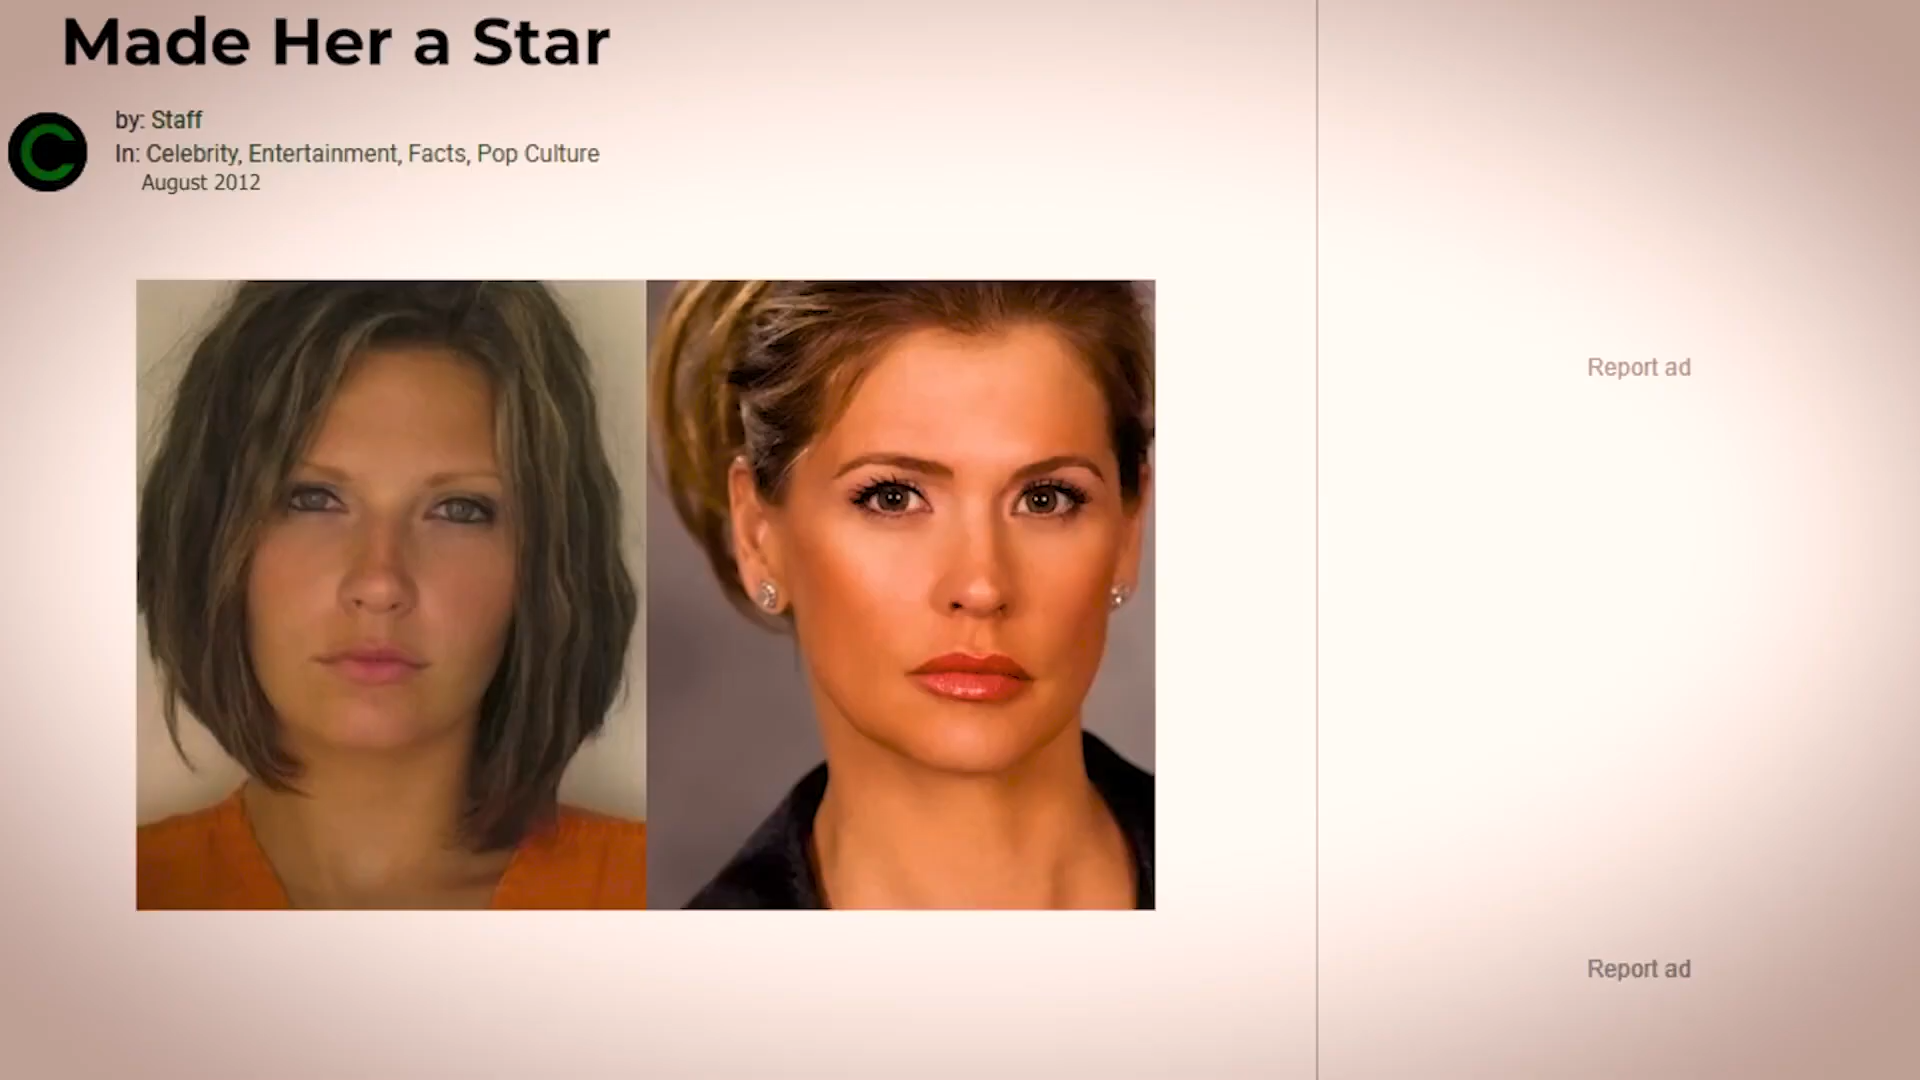 Made Her a Star
by: Staff
In: Celebrity, Entertainment, Facts, Pop Culture
August 2012
Report ad
Report ad